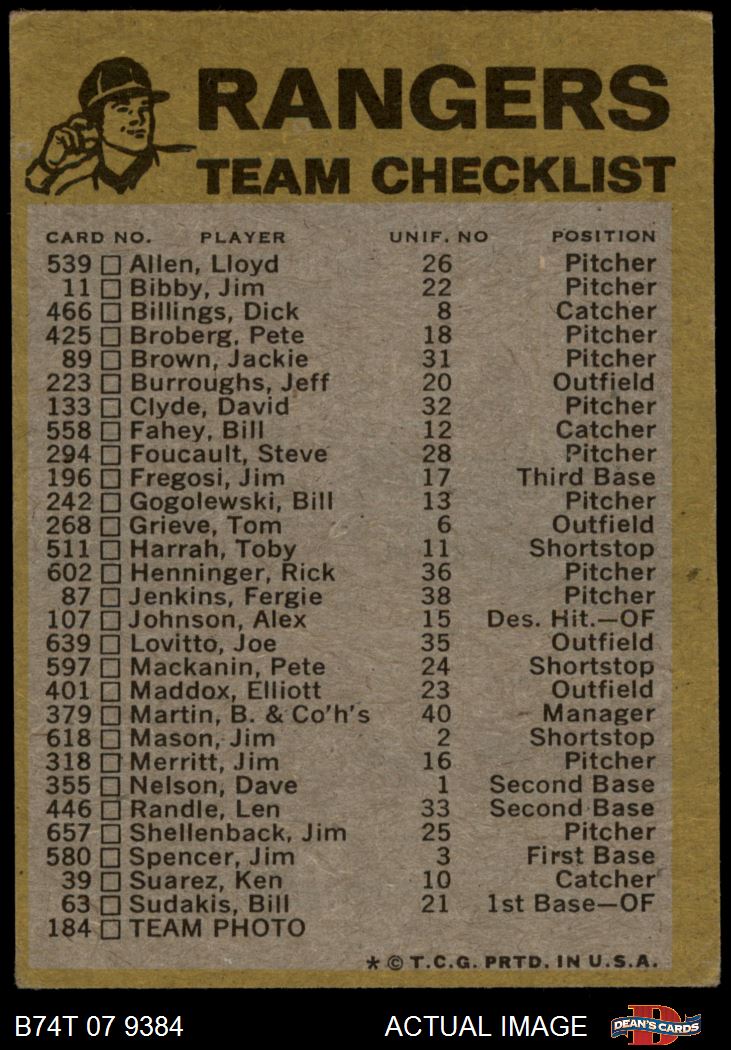 RANGERS
TEAM CHECKLIST
CARD NO. PLAYER UNIF. NO POSITION
539 Allen, Lloyd 26 Pitcher
11 Bibby, Jim 22 Pitcher
466 Billings, Dick 8 Catcher
425 Broberg, Pete 18 Pitcher
89 Brown, Jackie 31 Pitcher
223 Burroughs, Jeff 20 Outfield
133 Clyde, David 32 Pitcher
558 Fahey, Bill 12 Catcher
294 Foucault, Steve 28 Pitcher
196 Fregosi, Jim 17 Third Base
242 Gogolewski, Bill 13 Pitcher
268 Grieve, Tom 6 Outfield
511 Harrah, Toby 11 Shortstop
602 Henninger, Rick 36 Pitcher
87 Jenkins, Fergie 38 Pitcher
107 Johnson, Alex 15 Des. Hit.—OF
639 Lovitto, Joe 35 Outfield
597 Mackanin, Pete 24 Shortstop
401 Maddox, Elliott 23 Outfield
379 Martin, B. & Co'h's 40 Manager
618 Mason, Jim 2 Shortstop
318 Merritt, Jim 16 Pitcher
355 Nelson, Dave 1 Second Base
446 Randle, Len 33 Second Base
657 Shellenback, Jim 25 Pitcher
580 Spencer, Jim 3 First Base
39 Suarez, Ken 10 Catcher
63 Sudakis, Bill 21 1st Base—OF
184 TEAM PHOTO
* © T.C.G. PRTD. IN U.S.A.
B74T 07 9384 ACTUAL IMAGE D DEAN'S CARDS